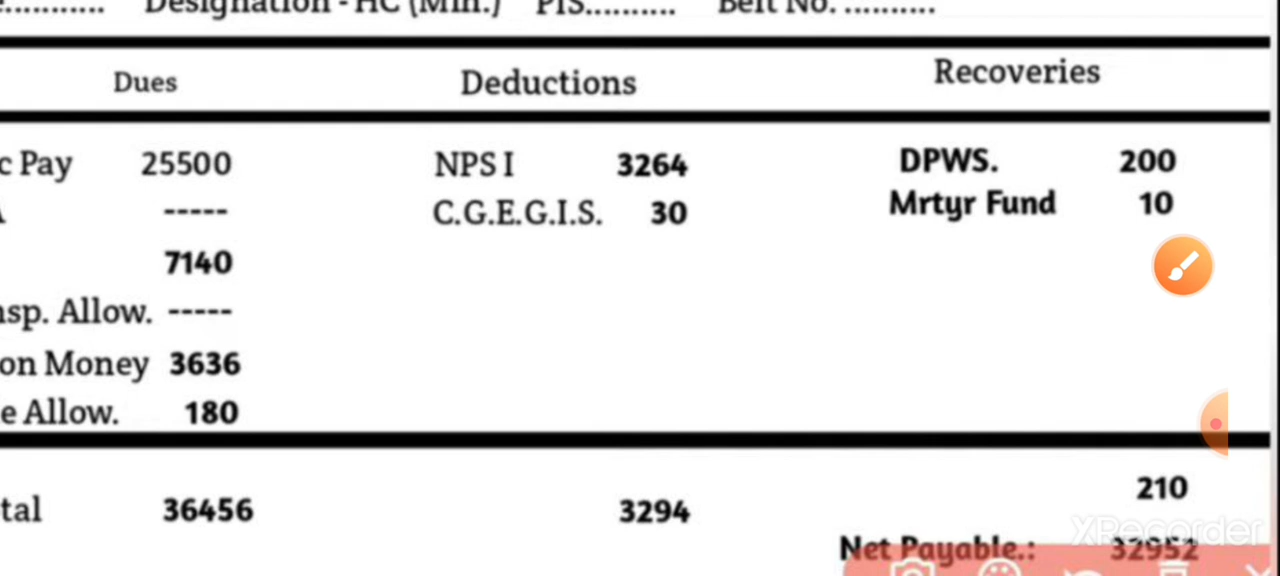 Designation - HC (Min.) PIS.......... Belt No. ..........
Dues Deductions Recoveries
c Pay 25500 NPS I 3264 DPWS. 200
----- C.G.E.G.I.S. 30 Mrtyr Fund 10
7140
nsp. Allow. -----
on Money 3636
e Allow. 180
tal 36456 3294 210
Net Payable.: 32952
XRecorder